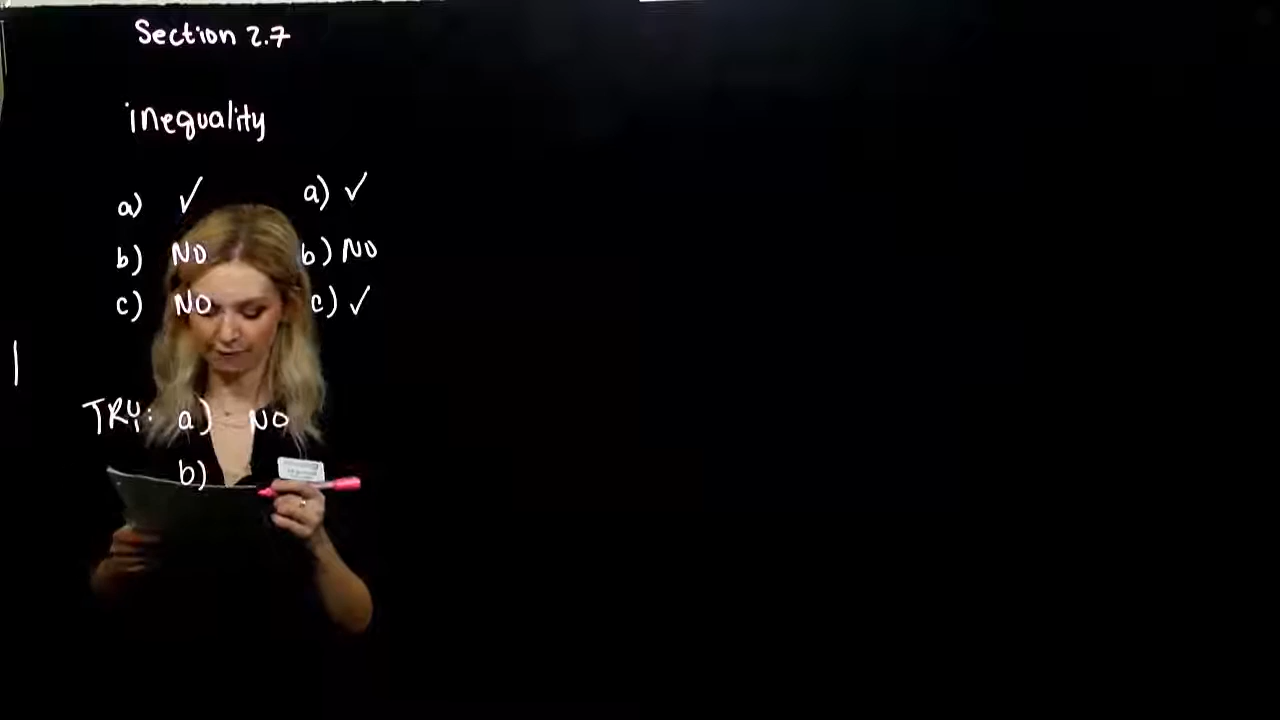 Section 2.7
inequality
a) ✓ a) ✓
b) NO b) NO
c) NO c) ✓
TRY: a) NO
b)